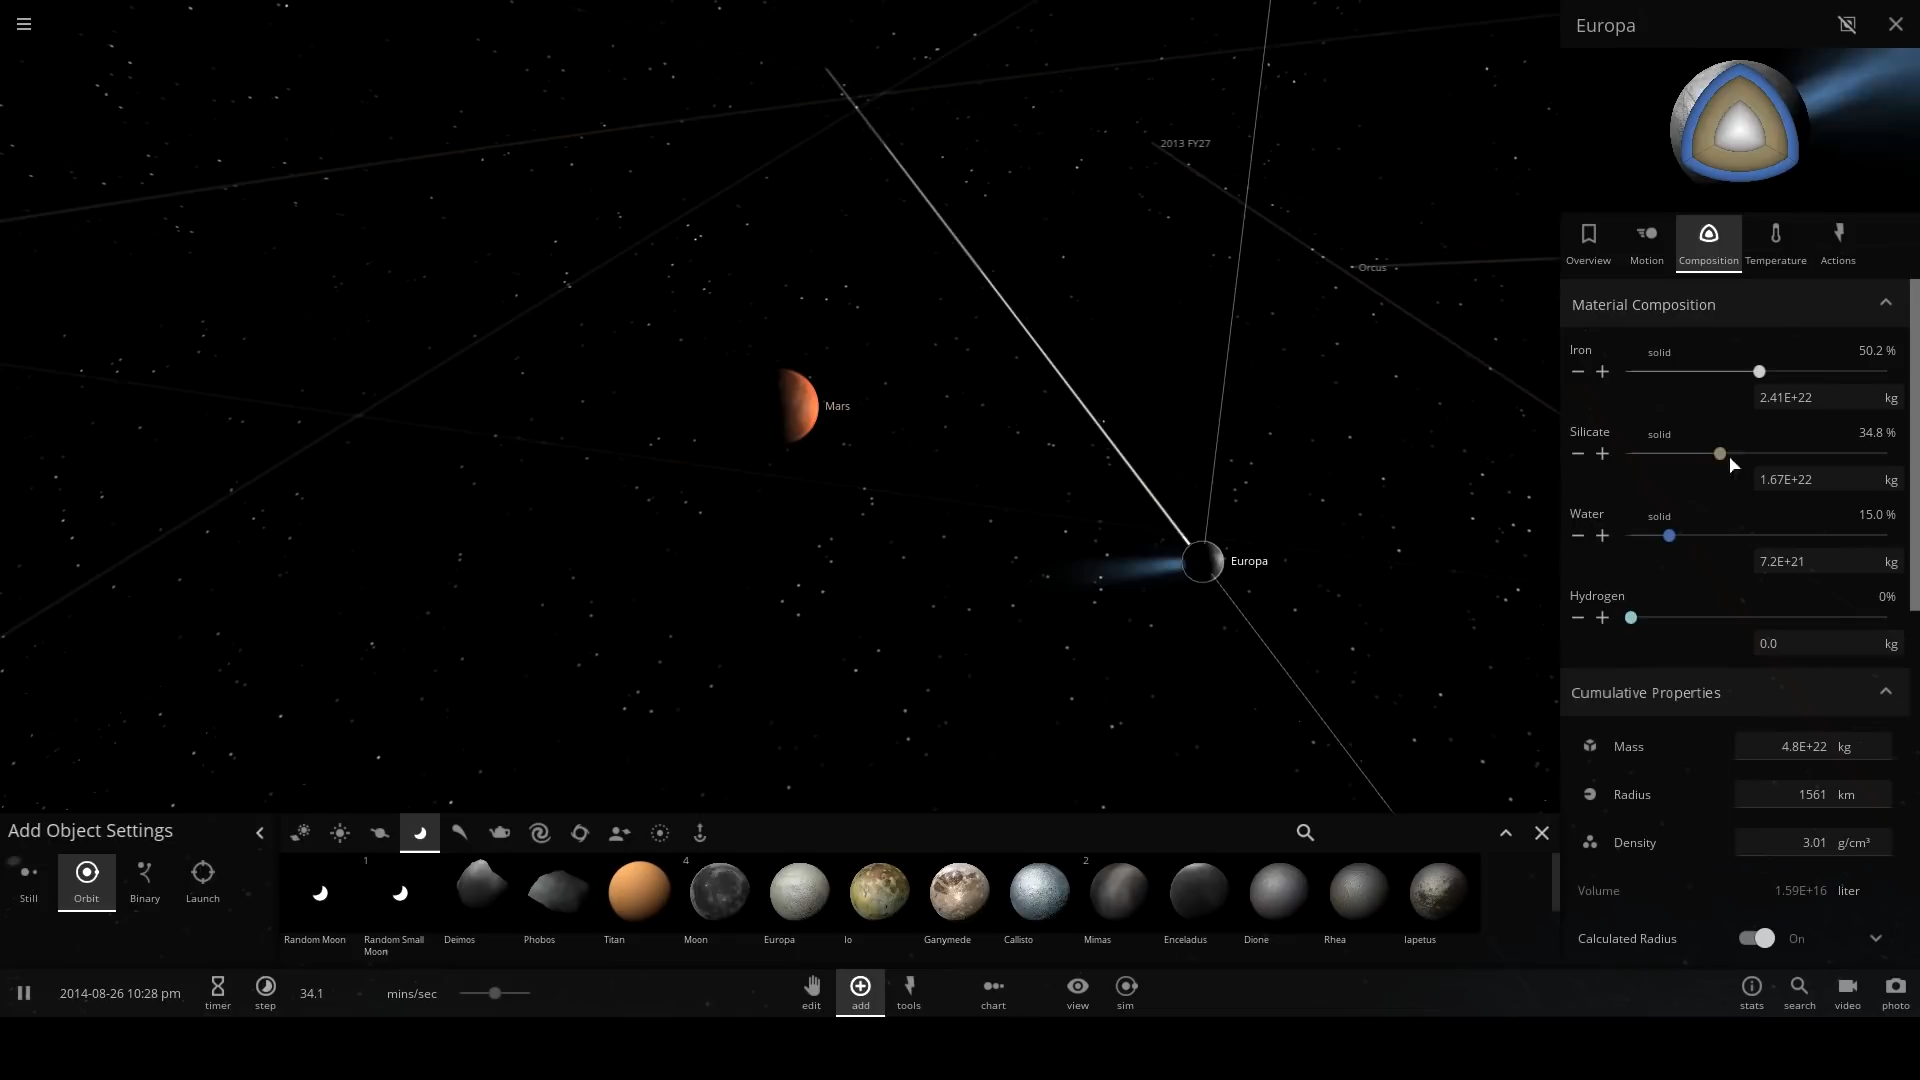 Europa
2013 FY27
Orcus
Mars
Europa
Overview
Motion
Composition
Temperature
Actions
Material Composition
Iron
solid
50.2 %
2.41E+22 kg
Silicate
solid
34.8 %
1.67E+22 kg
Water
solid
15.0 %
7.2E+21 kg
Hydrogen
0%
0.0 kg
Cumulative Properties
Mass
4.8E+22 kg
Radius
1561 km
Density
3.01 g/cm³
Volume
1.59E+16 liter
Calculated Radius
On
Add Object Settings
Still
Orbit
Binary
Launch
1
4
2
Random Moon
Random Small
Moon
Deimos
Phobos
Titan
Moon
Europa
Io
Ganymede
Callisto
Mimas
Enceladus
Dione
Rhea
Iapetus
2014-08-26 10:28 pm
timer
step
34.1
mins/sec
edit
add
tools
chart
view
sim
stats
search
video
photo